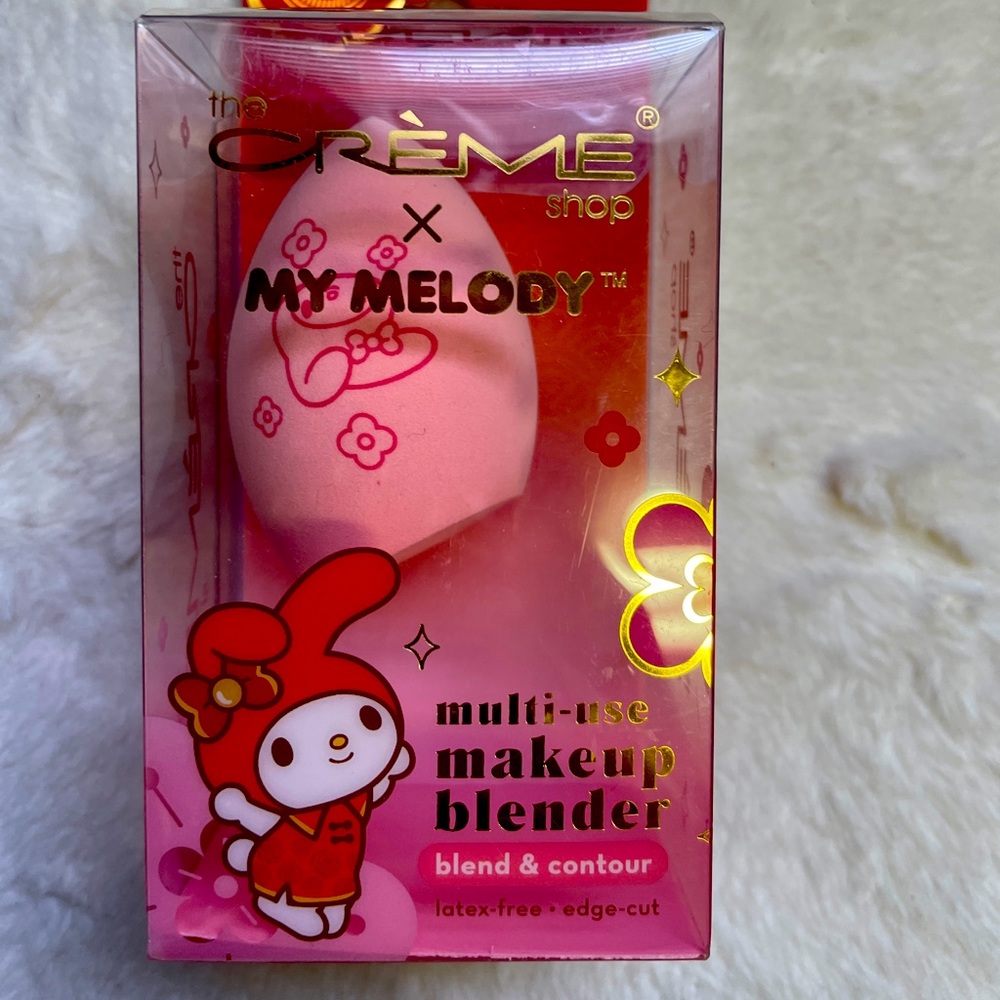 the
CRÈME®
shop
X
MY MELODY™
multi-use
makeup
blender
blend & contour
latex-free • edge-cut